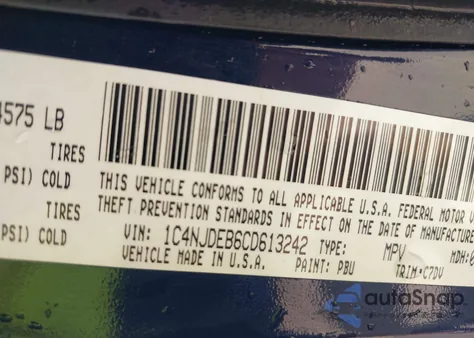 4575 LB
TIRES
PSI) COLD
TIRES
PSI) COLD
THIS VEHICLE CONFORMS TO ALL APPLICABLE U.S.A. FEDERAL MOTOR
THEFT PREVENTION STANDARDS IN EFFECT ON THE DATE OF MANUFACTURE
VIN: 1C4NJDEB6CD613242 TYPE: MPV MDH:
VEHICLE MADE IN U.S.A. PAINT: PBU TRIM:C7DV
autoSnap